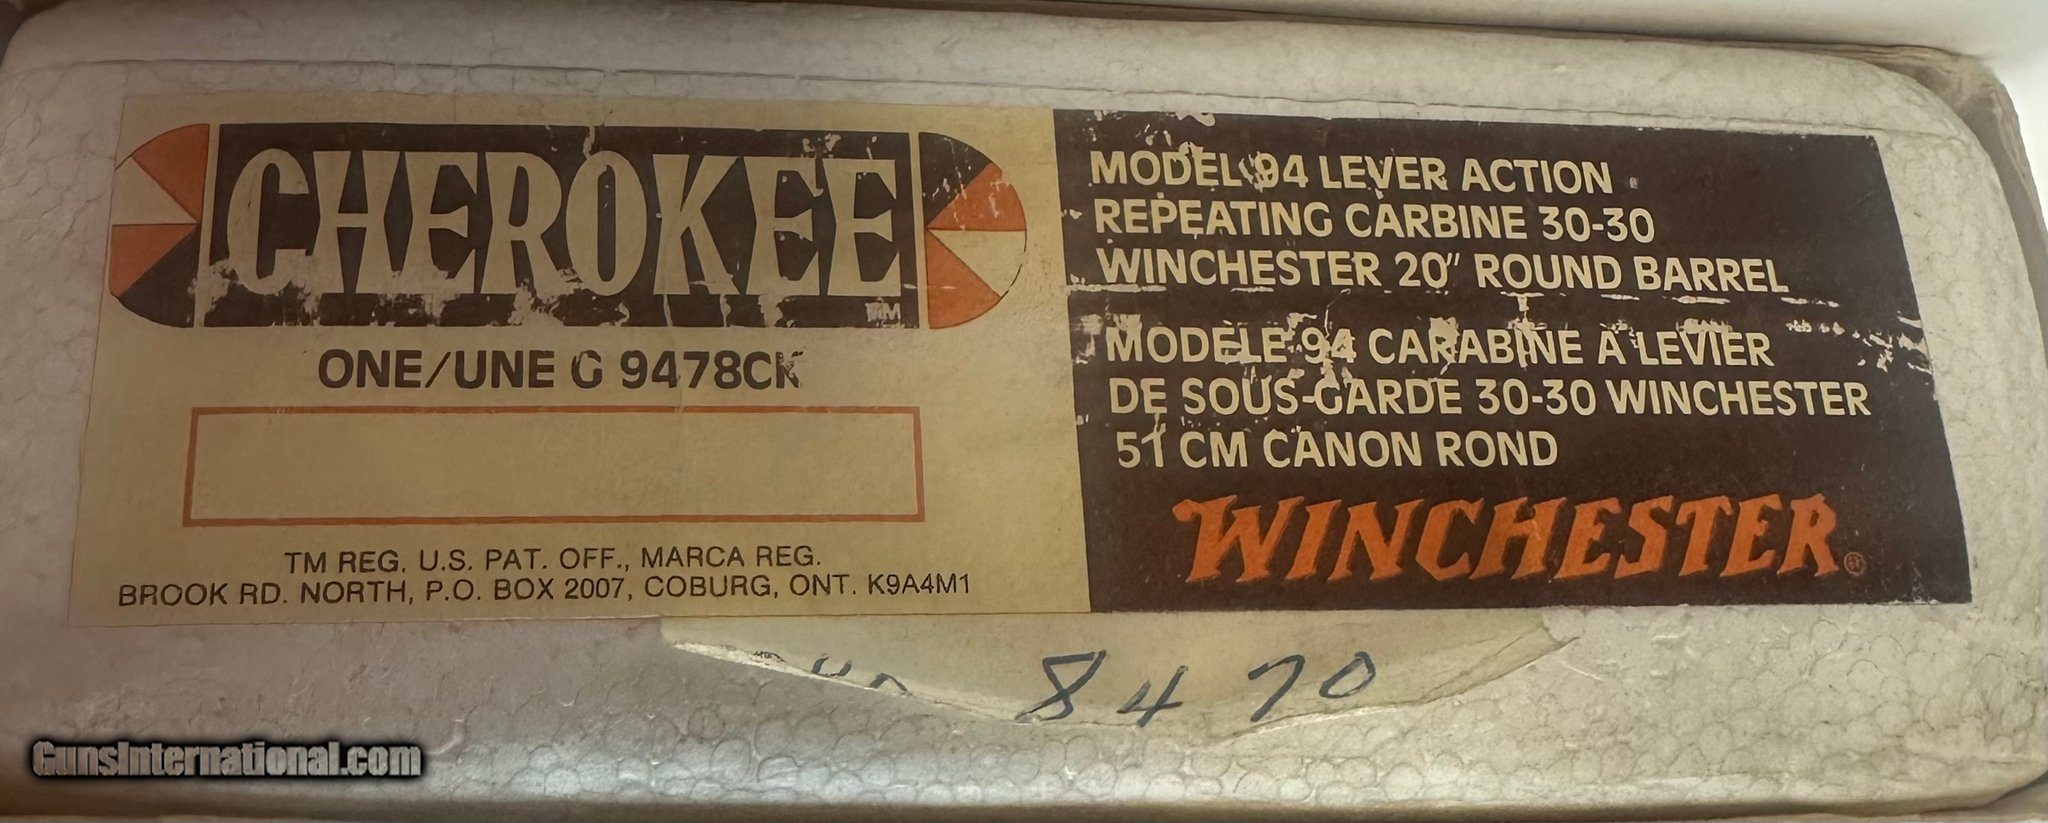 CHEROKEE
TM
ONE/UNE G 9478CK
TM REG. U.S. PAT. OFF., MARCA REG.
BROOK RD. NORTH, P.O. BOX 2007, COBURG, ONT. K9A4M1
MODEL 94 LEVER ACTION
REPEATING CARBINE 30-30
WINCHESTER 20" ROUND BARREL
MODELE 94 CARABINE A LEVIER
DE SOUS-GARDE 30-30 WINCHESTER
51 CM CANON ROND
WINCHESTER®
8470
GunsInternational.com